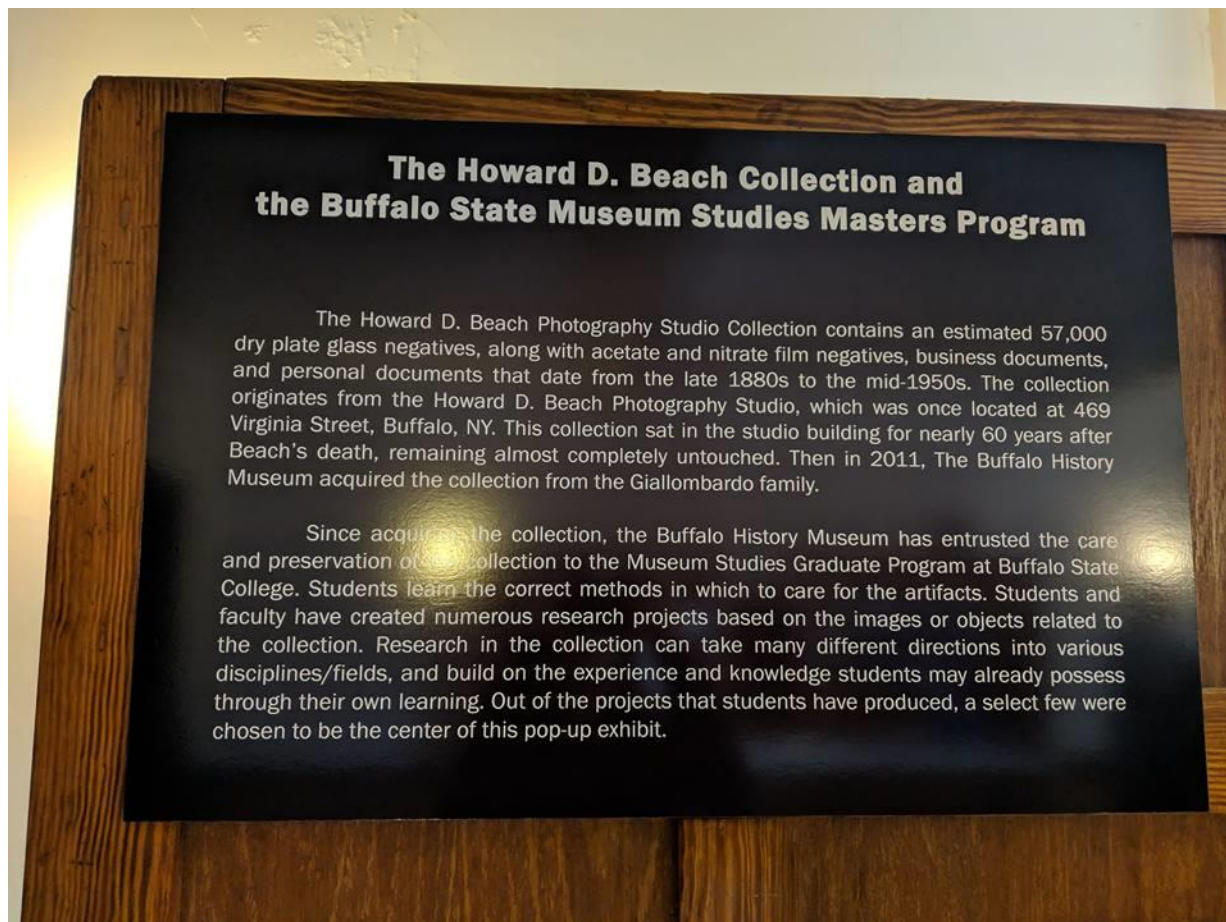 The Howard D. Beach Collection and
the Buffalo State Museum Studies Masters Program
The Howard D. Beach Photography Studio Collection contains an estimated 57,000
dry plate glass negatives, along with acetate and nitrate film negatives, business documents,
and personal documents that date from the late 1880s to the mid-1950s. The collection
originates from the Howard D. Beach Photography Studio, which was once located at 469
Virginia Street, Buffalo, NY. This collection sat in the studio building for nearly 60 years after
Beach's death, remaining almost completely untouched. Then in 2011, The Buffalo History
Museum acquired the collection from the Giallombardo family.
Since the collection, the Buffalo History Museum has entrusted the care
and preservation of collection to the Museum Studies Graduate Program at Buffalo State
College. Students learn the correct methods in which to care for the artifacts. Students and
faculty have created numerous research projects based on the images or objects related to
the collection. Research in the collection can take many different directions into various
disciplines/fields, and build on the experience and knowledge students may already possess
through their own learning. Out of the projects that students have produced, a select few were
chosen to be the center of this pop-up exhibit.